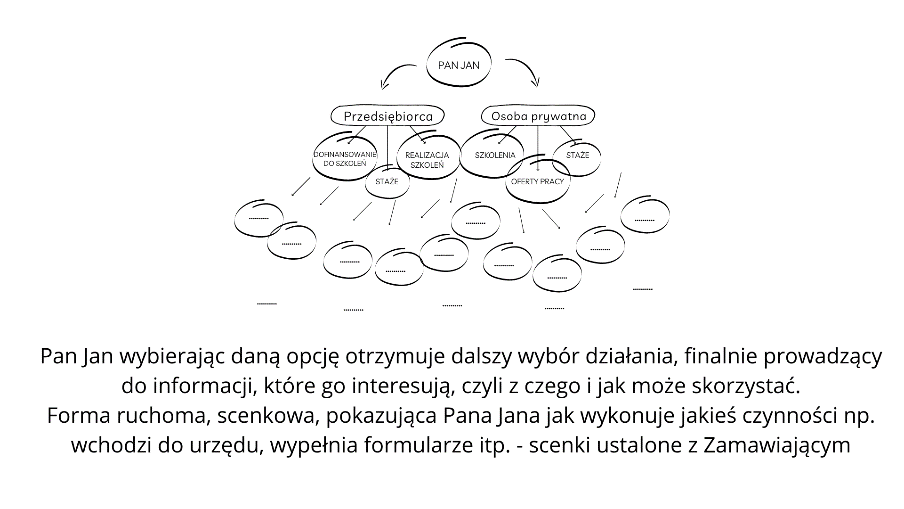 PAN JAN
Przedsiębiorca
Osoba prywatna
DOFINANSOWANIE
DO SZKOLEŃ
STAŻE
REALIZACJA
SZKOLEŃ
SZKOLENIA
OFERTY PRACY
STAŻE
Pan Jan wybierając daną opcję otrzymuje dalszy wybór działania, finalnie prowadzący
do informacji, które go interesują, czyli z czego i jak może skorzystać.
Forma ruchoma, scenkowa, pokazująca Pana Jana jak wykonuje jakieś czynności np.
wchodzi do urzędu, wypełnia formularze itp. - scenki ustalone z Zamawiającym